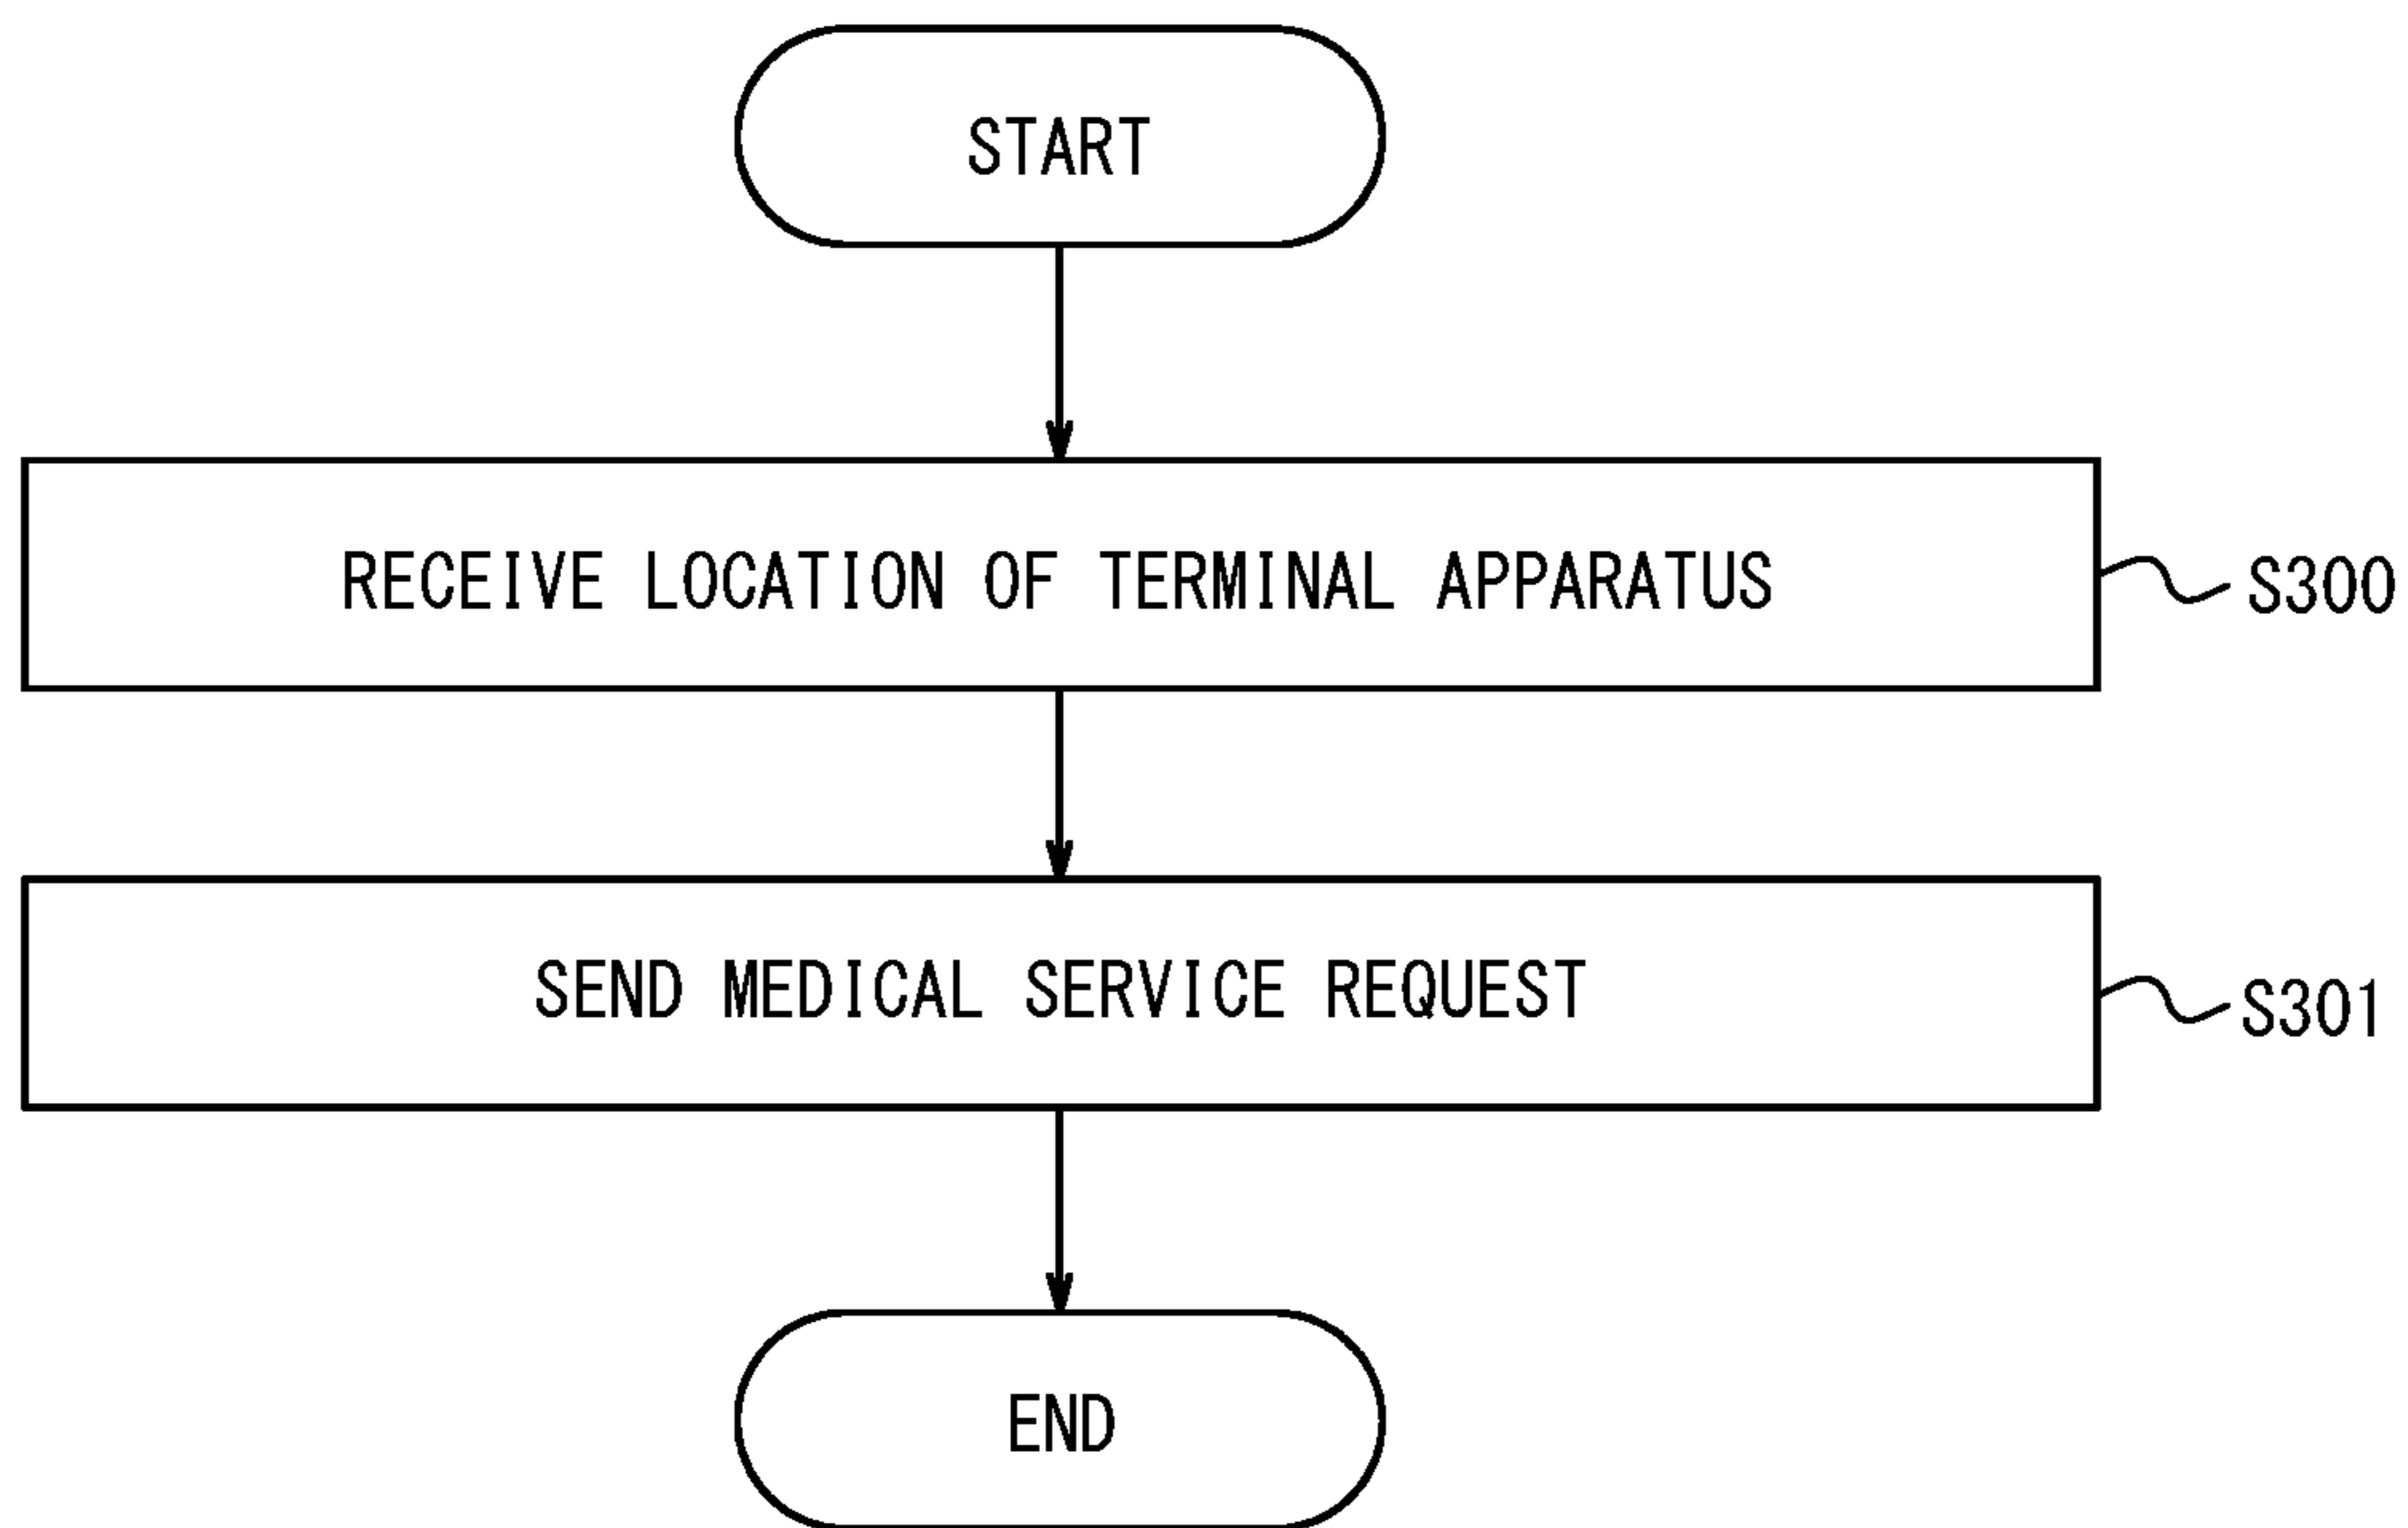 START
RECEIVE LOCATION OF TERMINAL APPARATUS
S300
SEND MEDICAL SERVICE REQUEST
S301
END